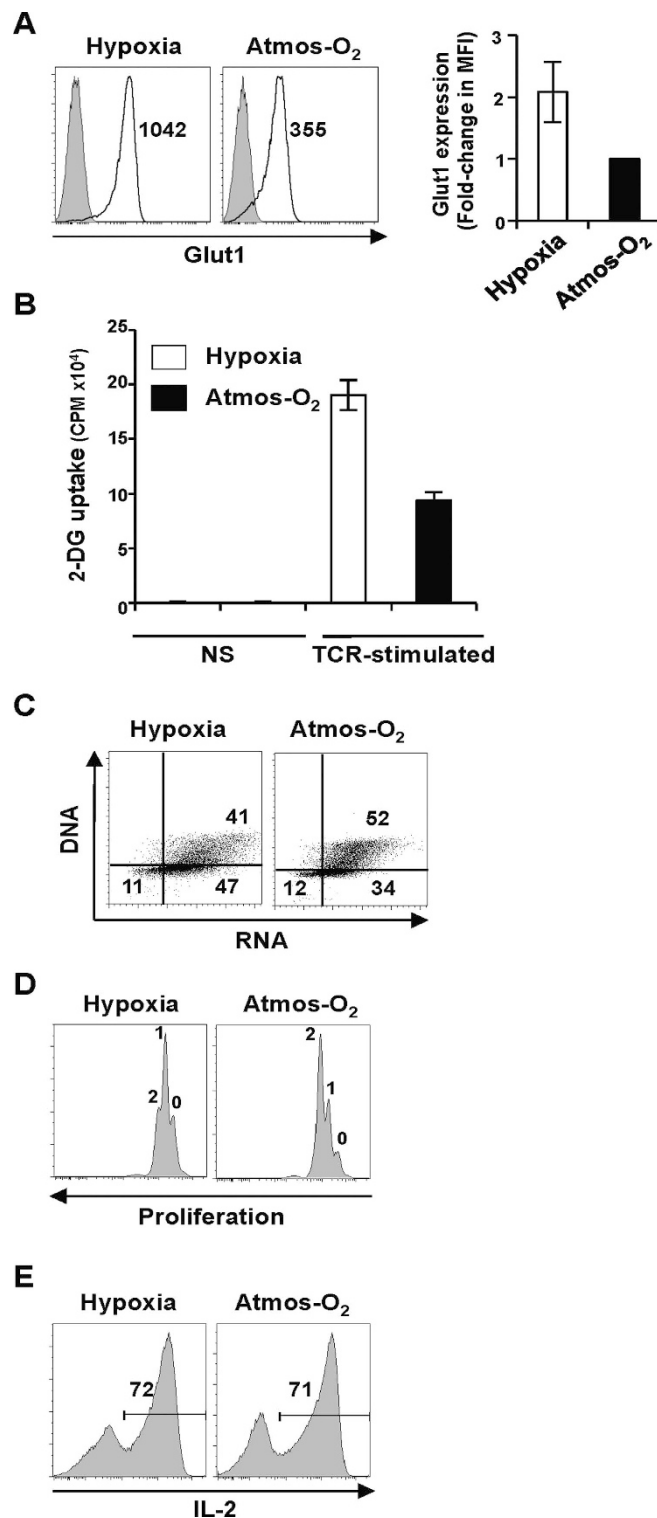 A
Hypoxia Atmos-O₂
1042 355
Glut1
Glut1 expression
(Fold-change in MFI)
3
2
1
0
Hypoxia
Atmos-O₂
B
2-DG uptake (CPM x10⁴)
25
20
15
10
5
0
Hypoxia
Atmos-O₂
NS TCR-stimulated
C
Hypoxia Atmos-O₂
DNA
41 52
11 47 12 34
RNA
D
Hypoxia Atmos-O₂
1 2
2 0 1
0
Proliferation
E
Hypoxia Atmos-O₂
72 71
IL-2